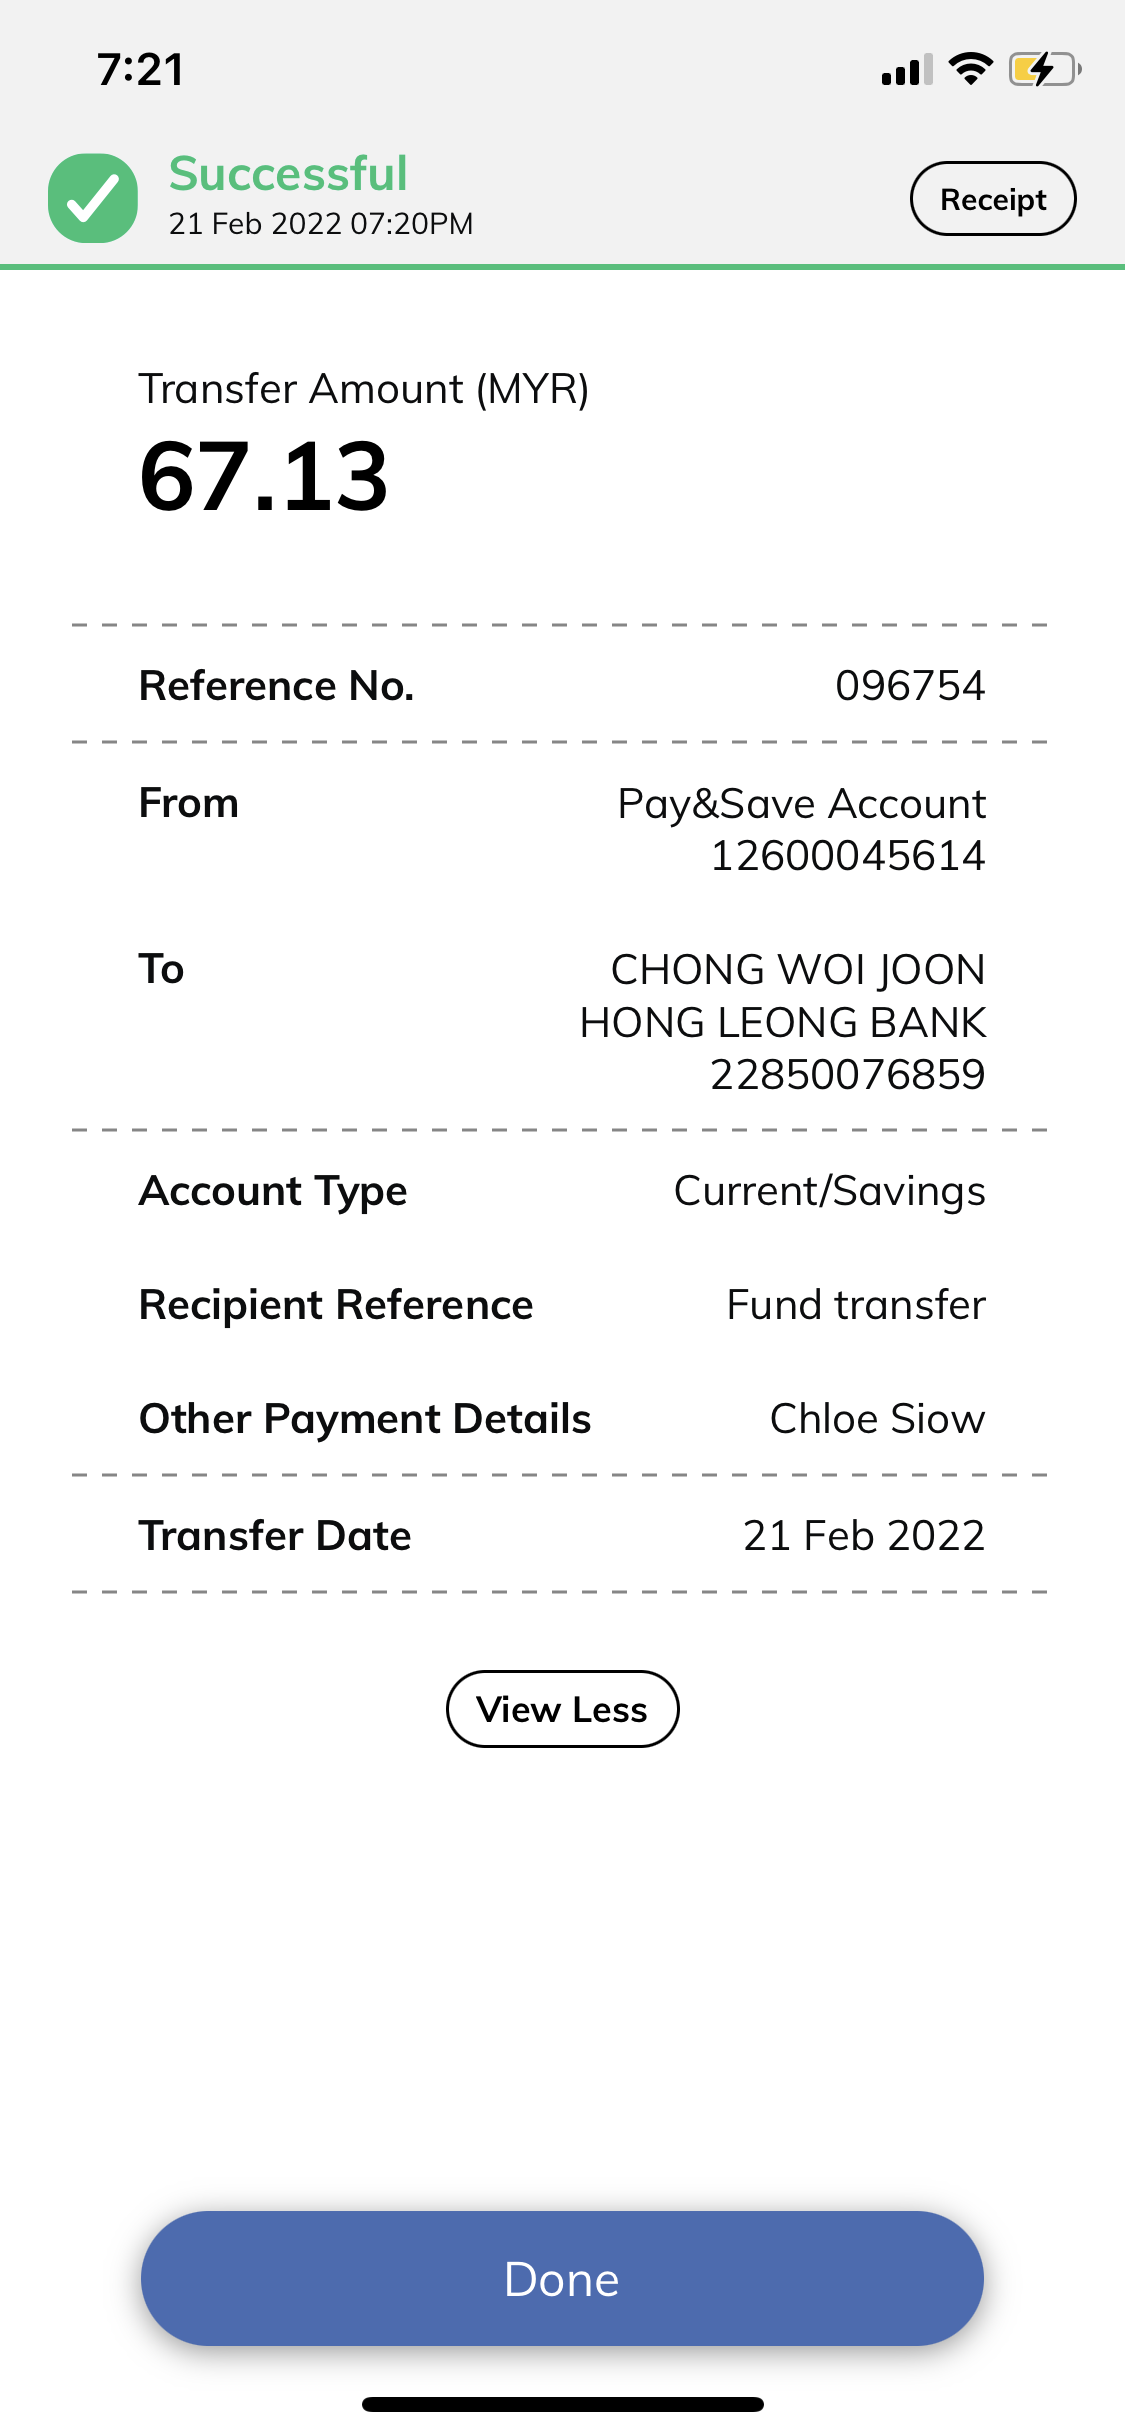 7:21
Successful
21 Feb 2022 07:20PM
Receipt
Transfer Amount (MYR)
67.13
Reference No. 096754
From Pay&Save Account
12600045614
To CHONG WOI JOON
HONG LEONG BANK
22850076859
Account Type Current/Savings
Recipient Reference Fund transfer
Other Payment Details Chloe Siow
Transfer Date 21 Feb 2022
View Less
Done